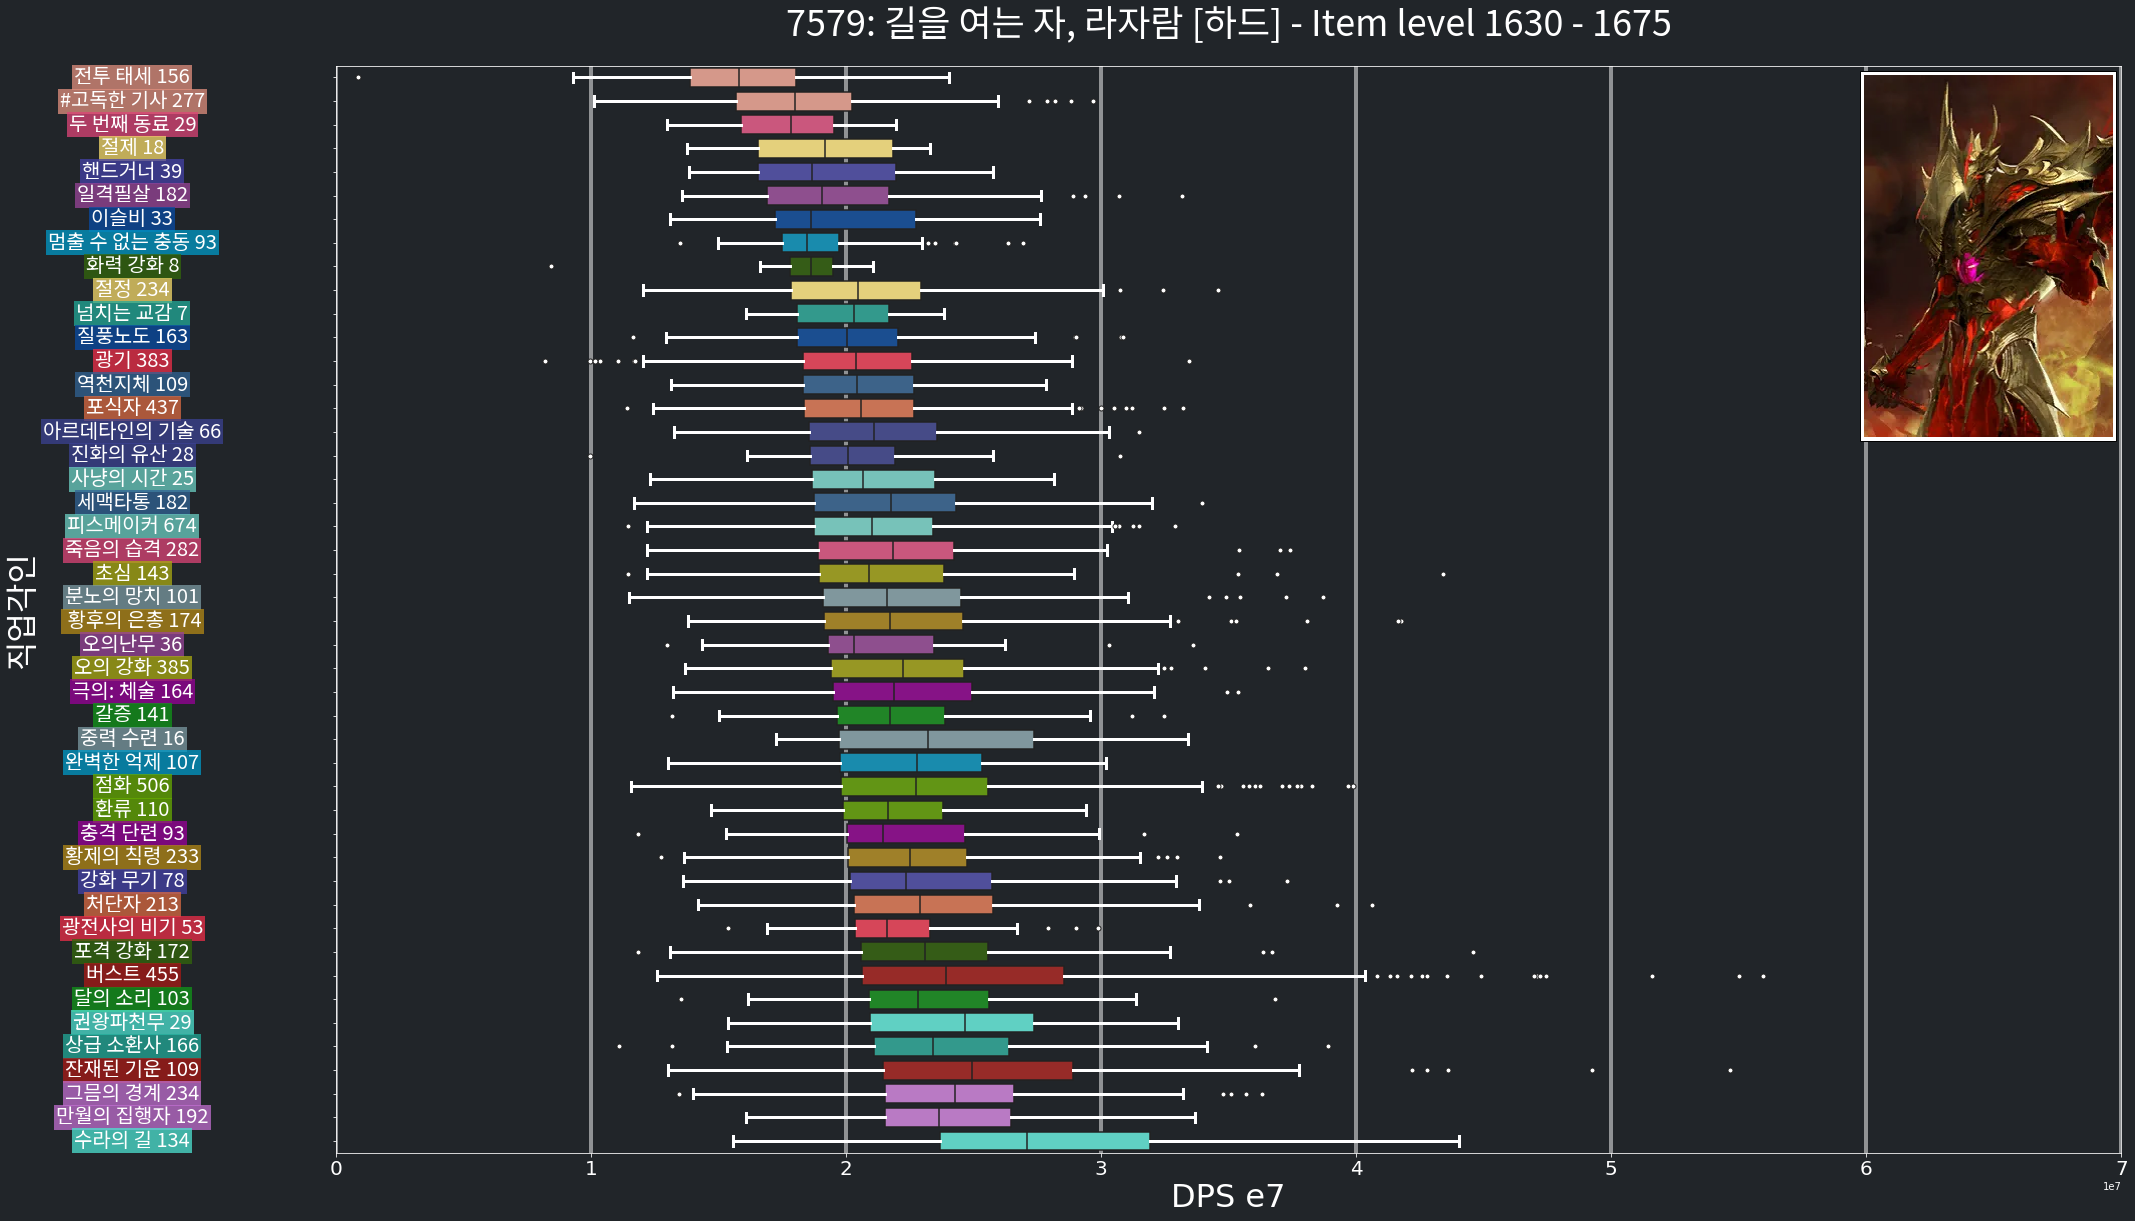 7579: 길을 여는 자, 라자람 [하드] - Item level 1630 - 1675
전투 태세 156
#고독한 기사 277
두 번째 동료 29
절제 18
핸드거너 39
일격필살 182
이슬비 33
멈출 수 없는 충동 93
화력 강화 8
절정 234
넘치는 교감 7
질풍노도 163
광기 383
역천지체 109
포식자 437
아르데타인의 기술 66
진화의 유산 28
사냥의 시간 25
세맥타통 182
피스메이커 674
죽음의 습격 282
초심 143
분노의 망치 101
황후의 은총 174
오의난무 36
오의 강화 385
극의: 체술 164
갈증 141
중력 수련 16
완벽한 억제 107
점화 506
환류 110
충격 단련 93
황제의 칙령 233
강화 무기 78
처단자 213
광전사의 비기 53
포격 강화 172
버스트 455
달의 소리 103
권왕파천무 29
상급 소환사 166
잔재된 기운 109
그믐의 경계 234
만월의 집행자 192
수라의 길 134
직업각인
0 1 2 3 4 5 6 7
1e7
DPS e7